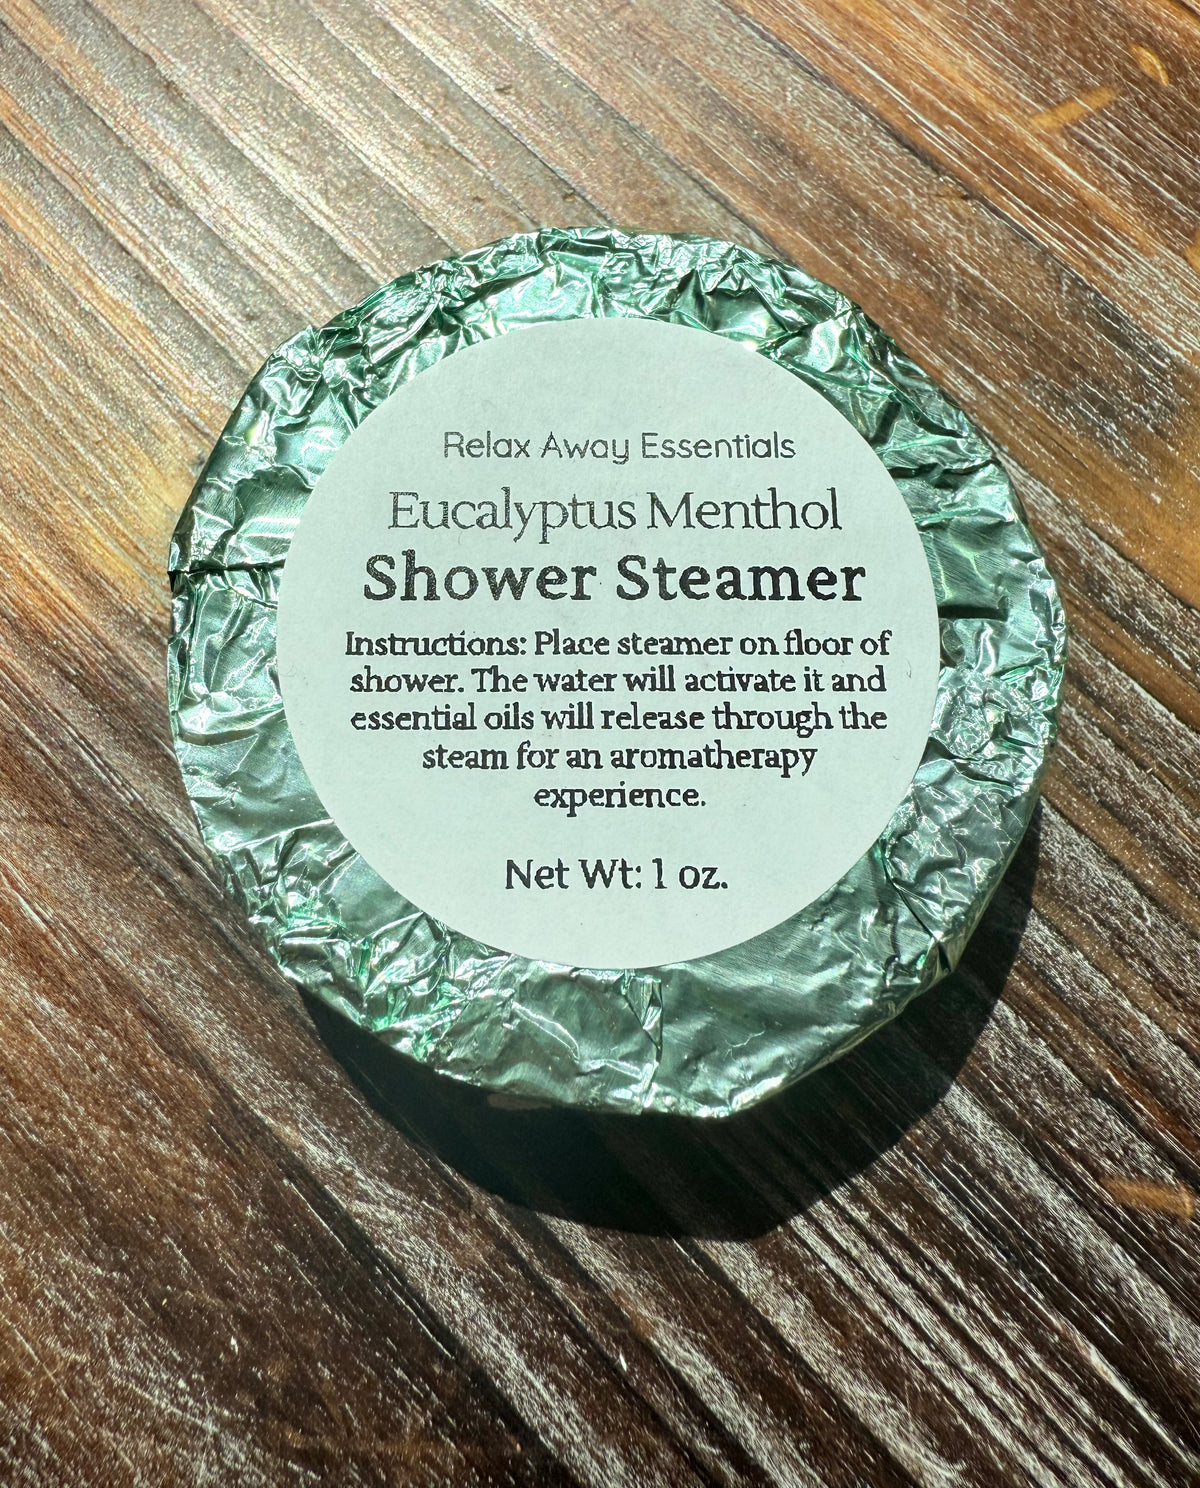 Relax Away Essentials
Eucalyptus Menthol
Shower Steamer
Instructions: Place steamer on floor of
shower. The water will activate it and
essential oils will release through the
steam for an aromatherapy
experience.
Net Wt: 1 oz.